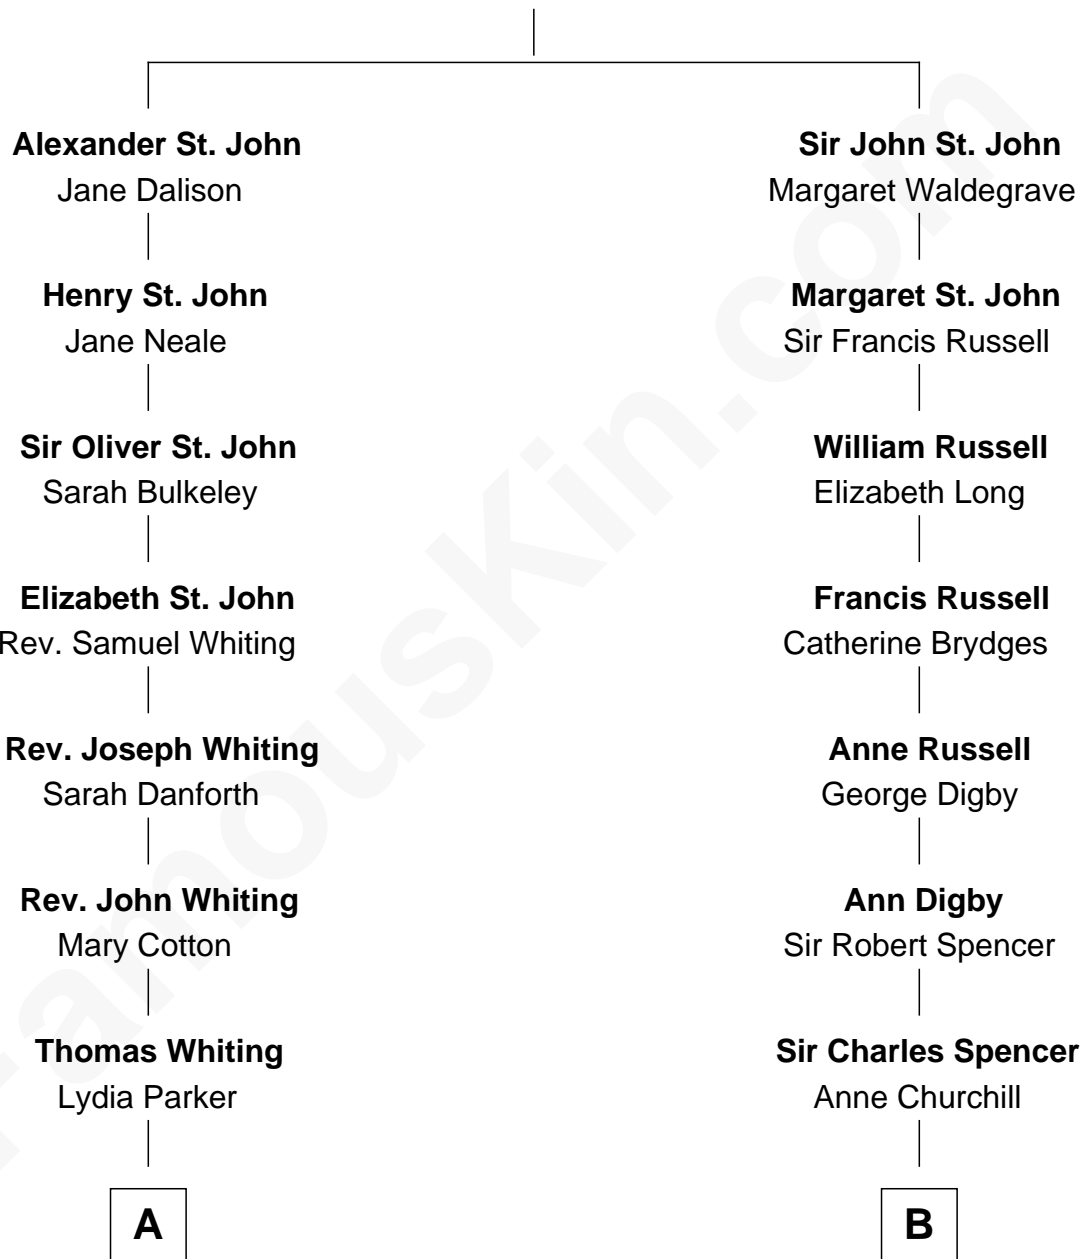 Alexander St. John
Jane Dalison
Henry St. John
Jane Neale
Sir Oliver St. John
Sarah Bulkeley
Elizabeth St. John
Rev. Samuel Whiting
Rev. Joseph Whiting
Sarah Danforth
Rev. John Whiting
Mary Cotton
Thomas Whiting
Lydia Parker
A
Sir John St. John
Margaret Waldegrave
Margaret St. John
Sir Francis Russell
William Russell
Elizabeth Long
Francis Russell
Catherine Brydges
Anne Russell
George Digby
Ann Digby
Sir Robert Spencer
Sir Charles Spencer
Anne Churchill
B
FamousKin.com